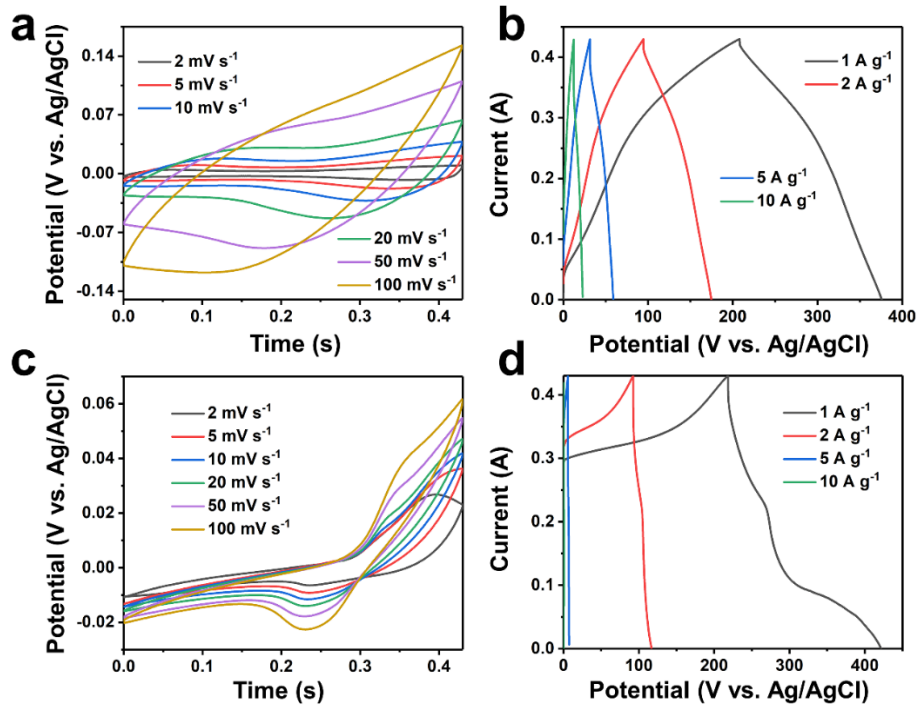 a
0.14
0.07
0.00
-0.07
-0.14
Potential (V vs. Ag/AgCl)
2 mV s⁻¹
5 mV s⁻¹
10 mV s⁻¹
20 mV s⁻¹
50 mV s⁻¹
100 mV s⁻¹
0.0 0.1 0.2 0.3 0.4
Time (s)
b
0.4
0.3
0.2
0.1
0.0
Current (A)
1 A g⁻¹
2 A g⁻¹
5 A g⁻¹
10 A g⁻¹
0 100 200 300 400
Potential (V vs. Ag/AgCl)
c
0.06
0.04
0.02
0.00
-0.02
Potential (V vs. Ag/AgCl)
2 mV s⁻¹
5 mV s⁻¹
10 mV s⁻¹
20 mV s⁻¹
50 mV s⁻¹
100 mV s⁻¹
0.0 0.1 0.2 0.3 0.4
Time (s)
d
0.4
0.3
0.2
0.1
0.0
Current (A)
1 A g⁻¹
2 A g⁻¹
5 A g⁻¹
10 A g⁻¹
0 100 200 300 400
Potential (V vs. Ag/AgCl)